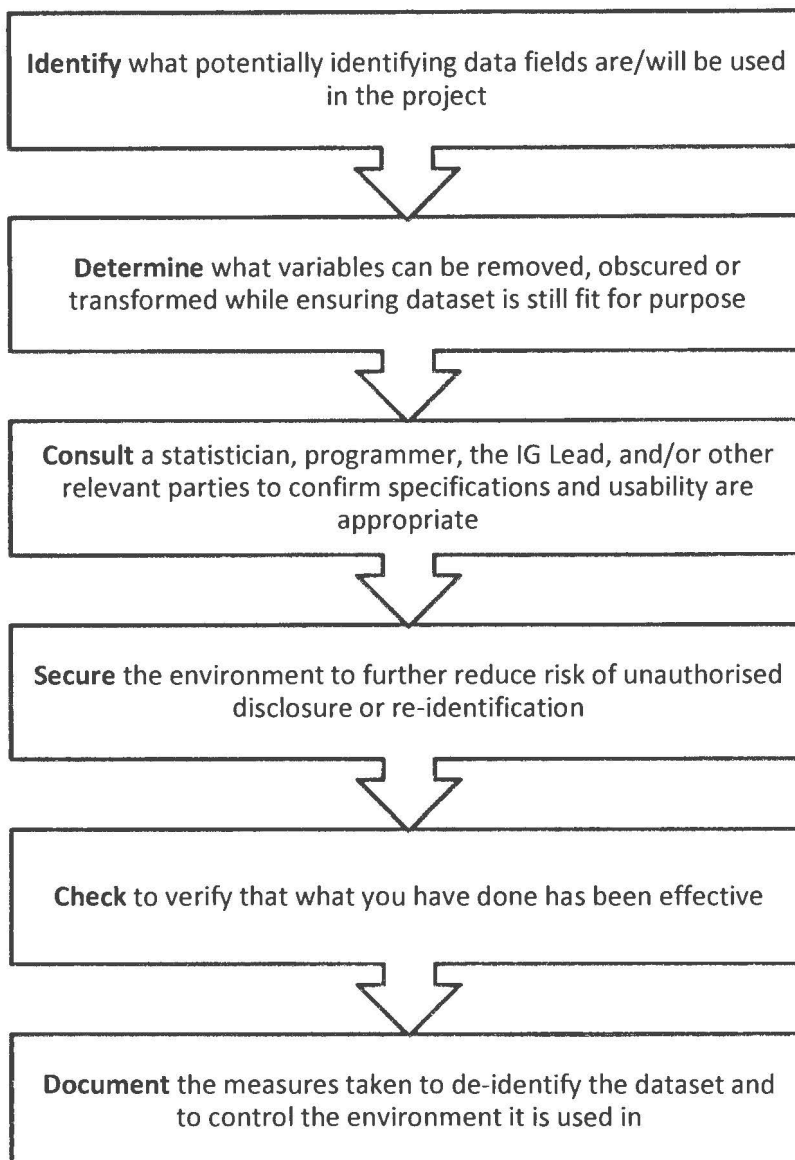 Identify what potentially identifying data fields are/will be used
in the project
Determine what variables can be removed, obscured or
transformed while ensuring dataset is still fit for purpose
Consult a statistician, programmer, the IG Lead, and/or other
relevant parties to confirm specifications and usability are
appropriate
Secure the environment to further reduce risk of unauthorised
disclosure or re-identification
Check to verify that what you have done has been effective
Document the measures taken to de-identify the dataset and
to control the environment it is used in